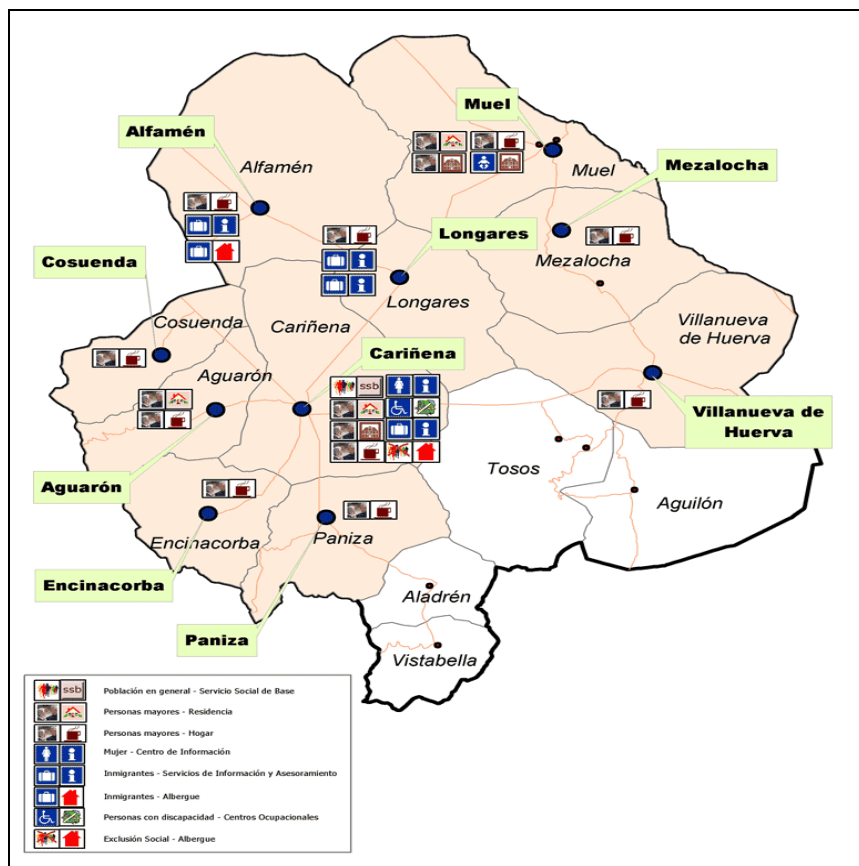 Muel
Alfamén
Alfamén
Muel
Mezalocha
Longares
Mezalocha
Cosuenda
Longares
Cosuenda
Cariñena
Villanueva
de Huerva
Cariñena
Aguarón
ssb
Villanueva de
Huerva
Tosos
Aguarón
Aguilón
Paniza
Encinacorba
Encinacorba
Aladrén
Paniza
Vistabella
ssb
Población en general - Servicio Social de Base
Personas mayores - Residencia
Personas mayores - Hogar
Mujer - Centro de Información
Inmigrantes - Servicios de Información y Asesoramiento
Inmigrantes - Albergue
Personas con discapacidad - Centros Ocupacionales
Exclusión Social - Albergue